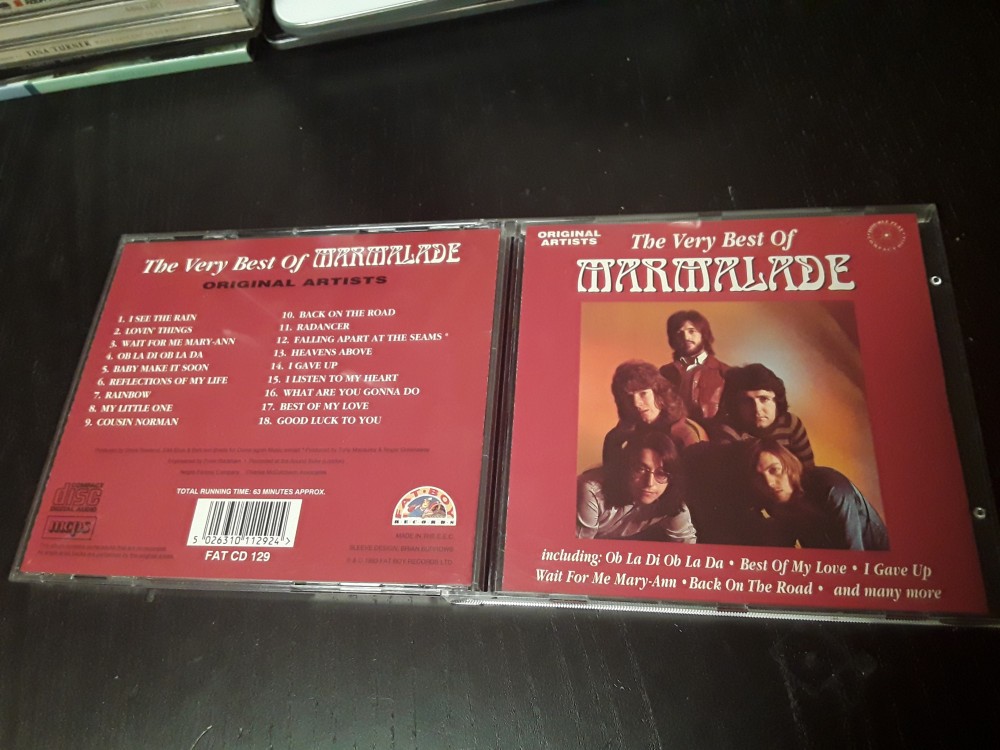 TINA TURNER
The Very Best Of MARMALADE
ORIGINAL ARTISTS
1. I SEE THE RAIN
2. LOVIN' THINGS
3. WAIT FOR ME MARY-ANN
4. OB LA DI OB LA DA
5. BABY MAKE IT SOON
6. REFLECTIONS OF MY LIFE
7. RAINBOW
8. MY LITTLE ONE
9. COUSIN NORMAN
10. BACK ON THE ROAD
11. RADANCER
12. FALLING APART AT THE SEAMS *
13. HEAVENS ABOVE
14. I GAVE UP
15. I LISTEN TO MY HEART
16. WHAT ARE YOU GONNA DO
17. BEST OF MY LOVE
18. GOOD LUCK TO YOU
COMPACT
disc
DIGITAL AUDIO
mcps
TOTAL RUNNING TIME: 63 MINUTES APPROX.
5 026310 112924 >
FAT CD 129
FAT BOY
RECORDS
MADE IN THE E.E.C.
ORIGINAL
ARTISTS
The Very Best Of
MARMALADE
including: Ob La Di Ob La Da • Best Of My Love • I Gave Up
Wait For Me Mary-Ann • Back On The Road • and many more